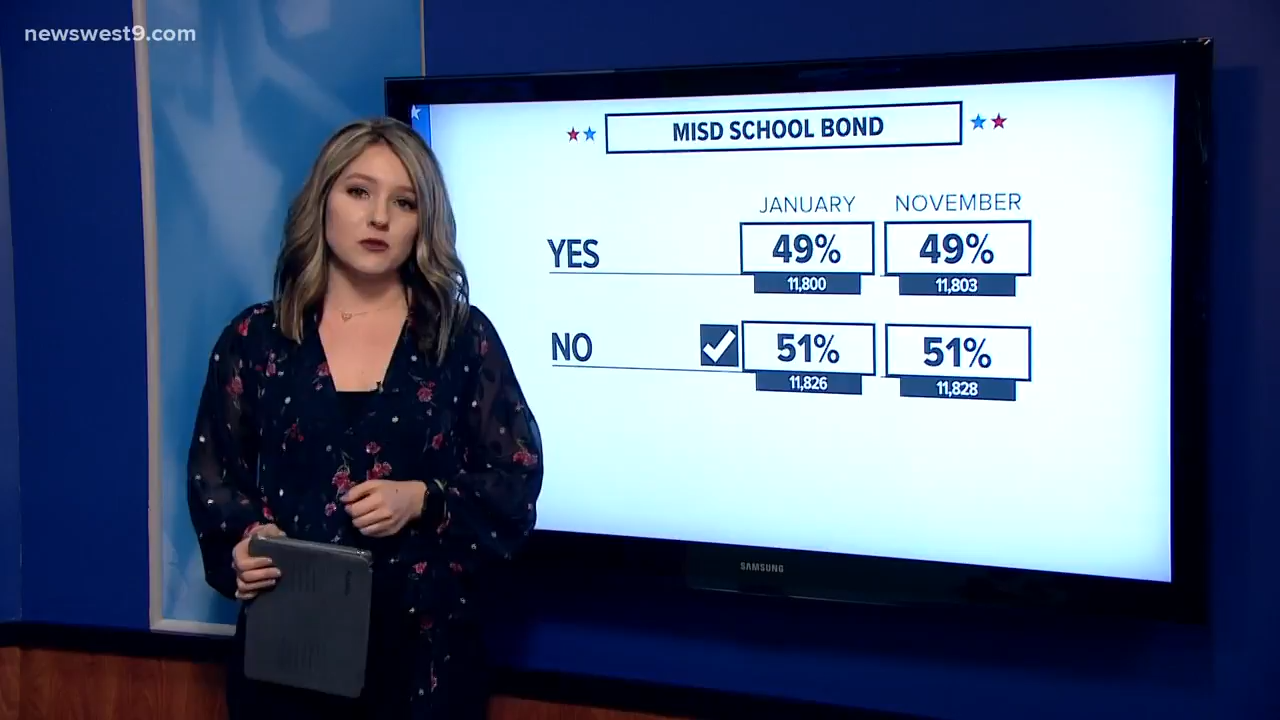 newswest9.com
MISD SCHOOL BOND
JANUARY NOVEMBER
YES 49% 49%
11,800 11,803
NO 51% 51%
11,826 11,828
SAMSUNG